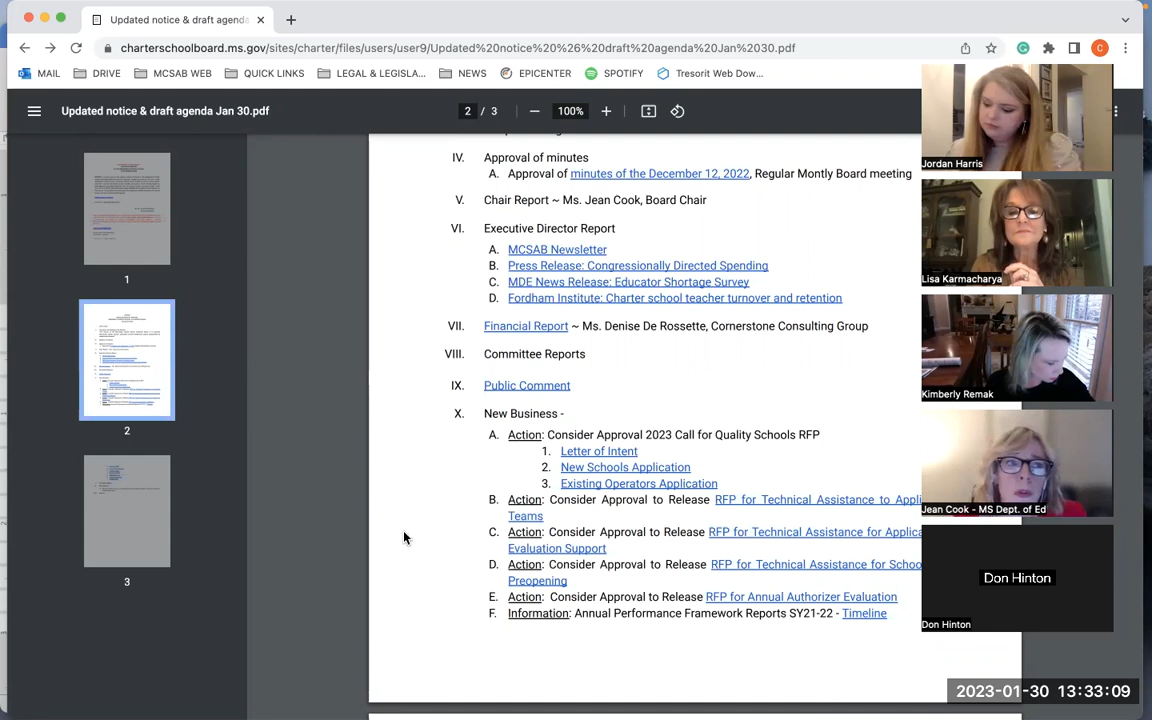 Updated notice & draft agenda
charterschoolboard.ms.gov/sites/charter/files/users/user9/Updated%20notice%20%26%20draft%20agenda%20Jan%2030.pdf
MAIL DRIVE MCSAB WEB QUICK LINKS LEGAL & LEGISLA... NEWS EPICENTER SPOTIFY Tresorit Web Dow...
Updated notice & draft agenda Jan 30.pdf
2 / 3
100%
1
2
3
IV. Approval of minutes
A. Approval of minutes of the December 12, 2022, Regular Montly Board meeting
V. Chair Report ~ Ms. Jean Cook, Board Chair
VI. Executive Director Report
A. MCSAB Newsletter
B. Press Release: Congressionally Directed Spending
C. MDE News Release: Educator Shortage Survey
D. Fordham Institute: Charter school teacher turnover and retention
VII. Financial Report ~ Ms. Denise De Rossette, Cornerstone Consulting Group
VIII. Committee Reports
IX. Public Comment
X. New Business -
A. Action: Consider Approval 2023 Call for Quality Schools RFP
1. Letter of Intent
2. New Schools Application
3. Existing Operators Application
B. Action: Consider Approval to Release RFP for Technical Assistance to Appli
Teams
C. Action: Consider Approval to Release RFP for Technical Assistance for Applica
Evaluation Support
D. Action: Consider Approval to Release RFP for Technical Assistance for Schoo
Preopening
E. Action: Consider Approval to Release RFP for Annual Authorizer Evaluation
F. Information: Annual Performance Framework Reports SY21-22 - Timeline
Jordan Harris
Lisa Karmacharya
Kimberly Remak
Jean Cook - MS Dept. of Ed
Don Hinton
Don Hinton
2023-01-30 13:33:09